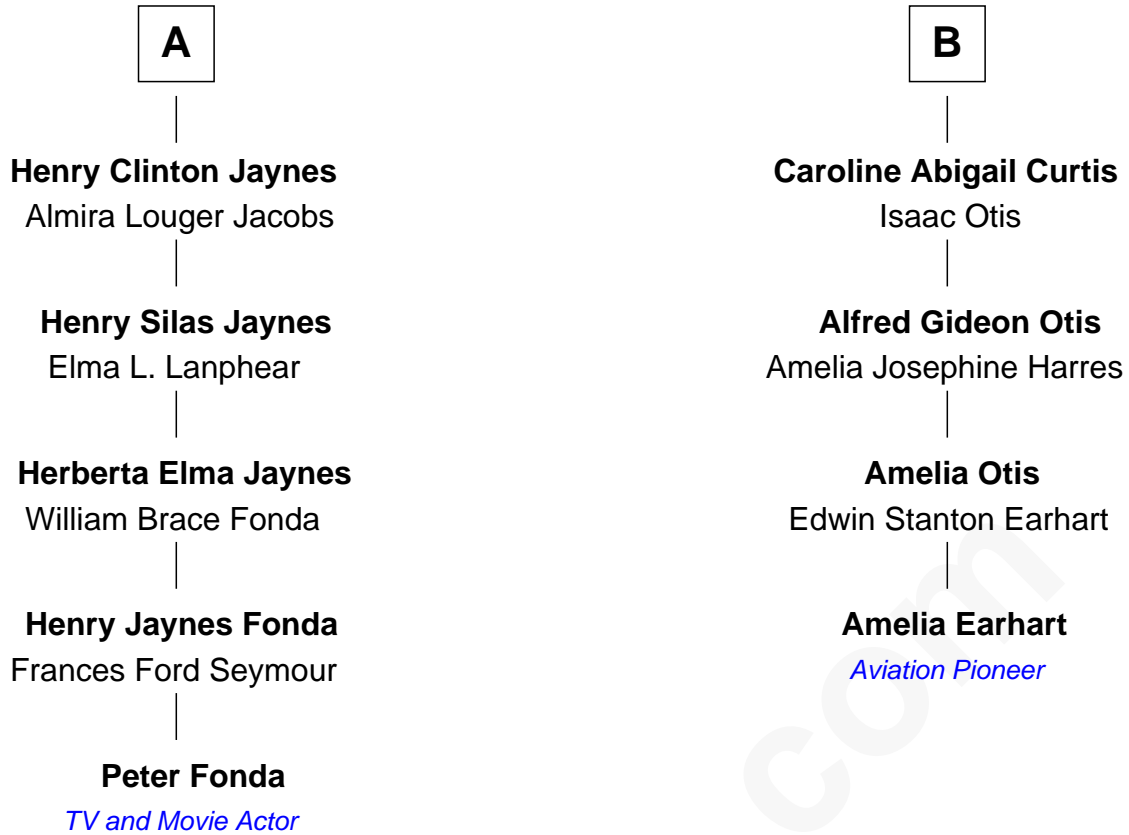 A
Henry Clinton Jaynes
Almira Louger Jacobs
Henry Silas Jaynes
Elma L. Lanphear
Herberta Elma Jaynes
William Brace Fonda
Henry Jaynes Fonda
Frances Ford Seymour
Peter Fonda
TV and Movie Actor
B
Caroline Abigail Curtis
Isaac Otis
Alfred Gideon Otis
Amelia Josephine Harres
Amelia Otis
Edwin Stanton Earhart
Amelia Earhart
Aviation Pioneer
com